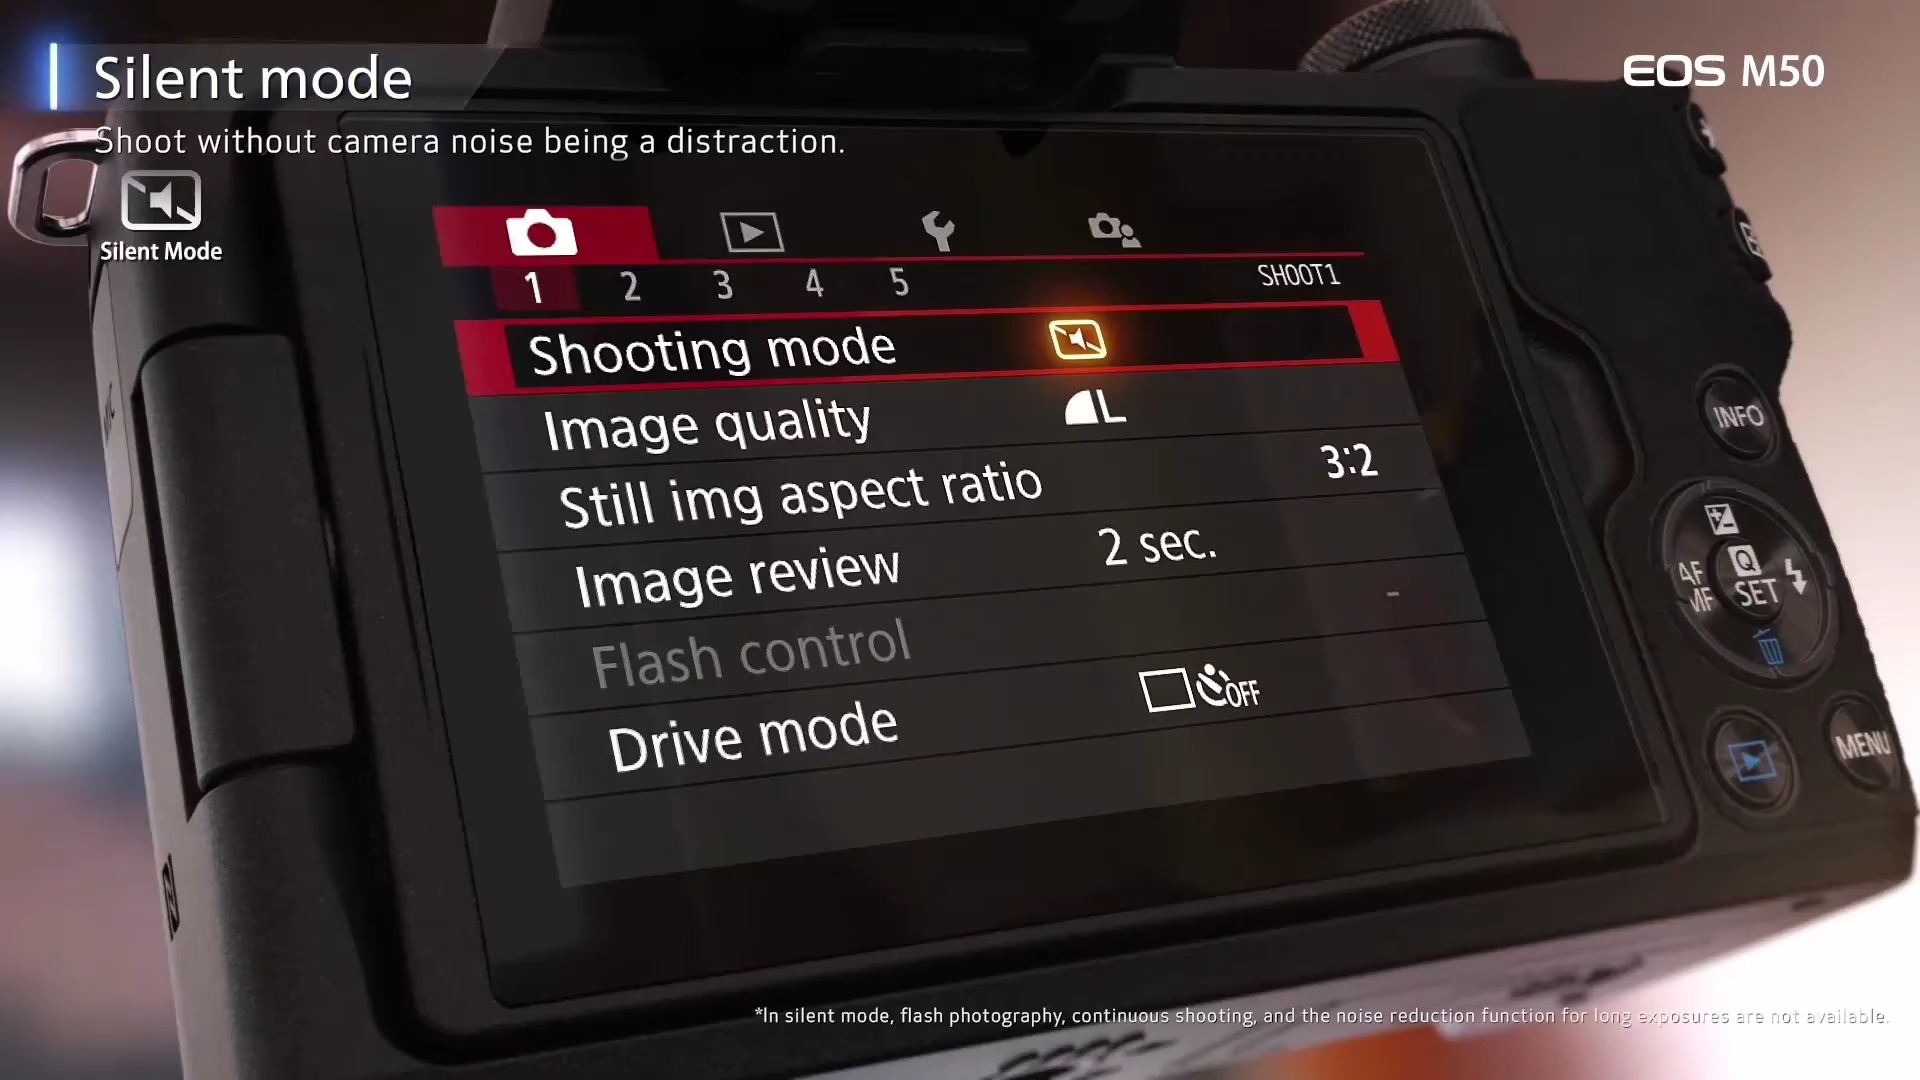 Silent mode
EOS M50
Shoot without camera noise being a distraction.
Silent Mode
1 2 3 4 5 SHOOT1
Shooting mode
Image quality L
Still img aspect ratio 3:2
Image review 2 sec.
Flash control -
Drive mode OFF
INFO
AF
MF
Q
SET
MENU
*In silent mode, flash photography, continuous shooting, and the noise reduction function for long exposures are not available.